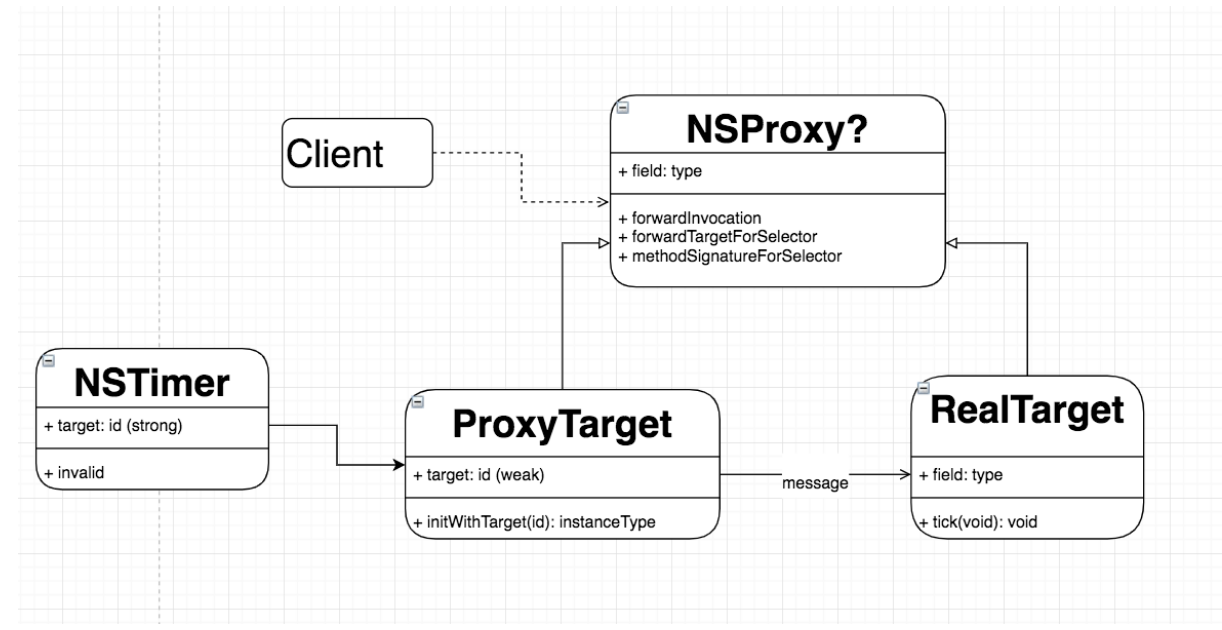 NSProxy?
+ field: type
+ forwardInvocation
+ forwardTargetForSelector
+ methodSignatureForSelector
Client
NSTimer
+ target: id (strong)
+ invalid
ProxyTarget
+ target: id (weak)
+ initWithTarget(id): instanceType
message
RealTarget
+ field: type
+ tick(void): void